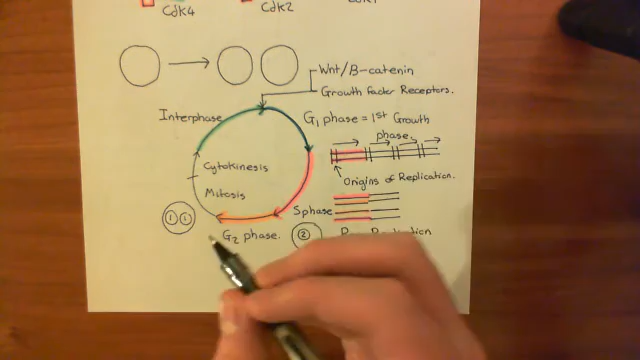 Cdk4 Cdk2
Wnt/B-catenin
Growth Factor Receptors.
Interphase
G1 phase = 1st Growth
phase.
Cytokinesis
Mitosis
Origins of Replication.
S phase
1 1
G2 phase.
2